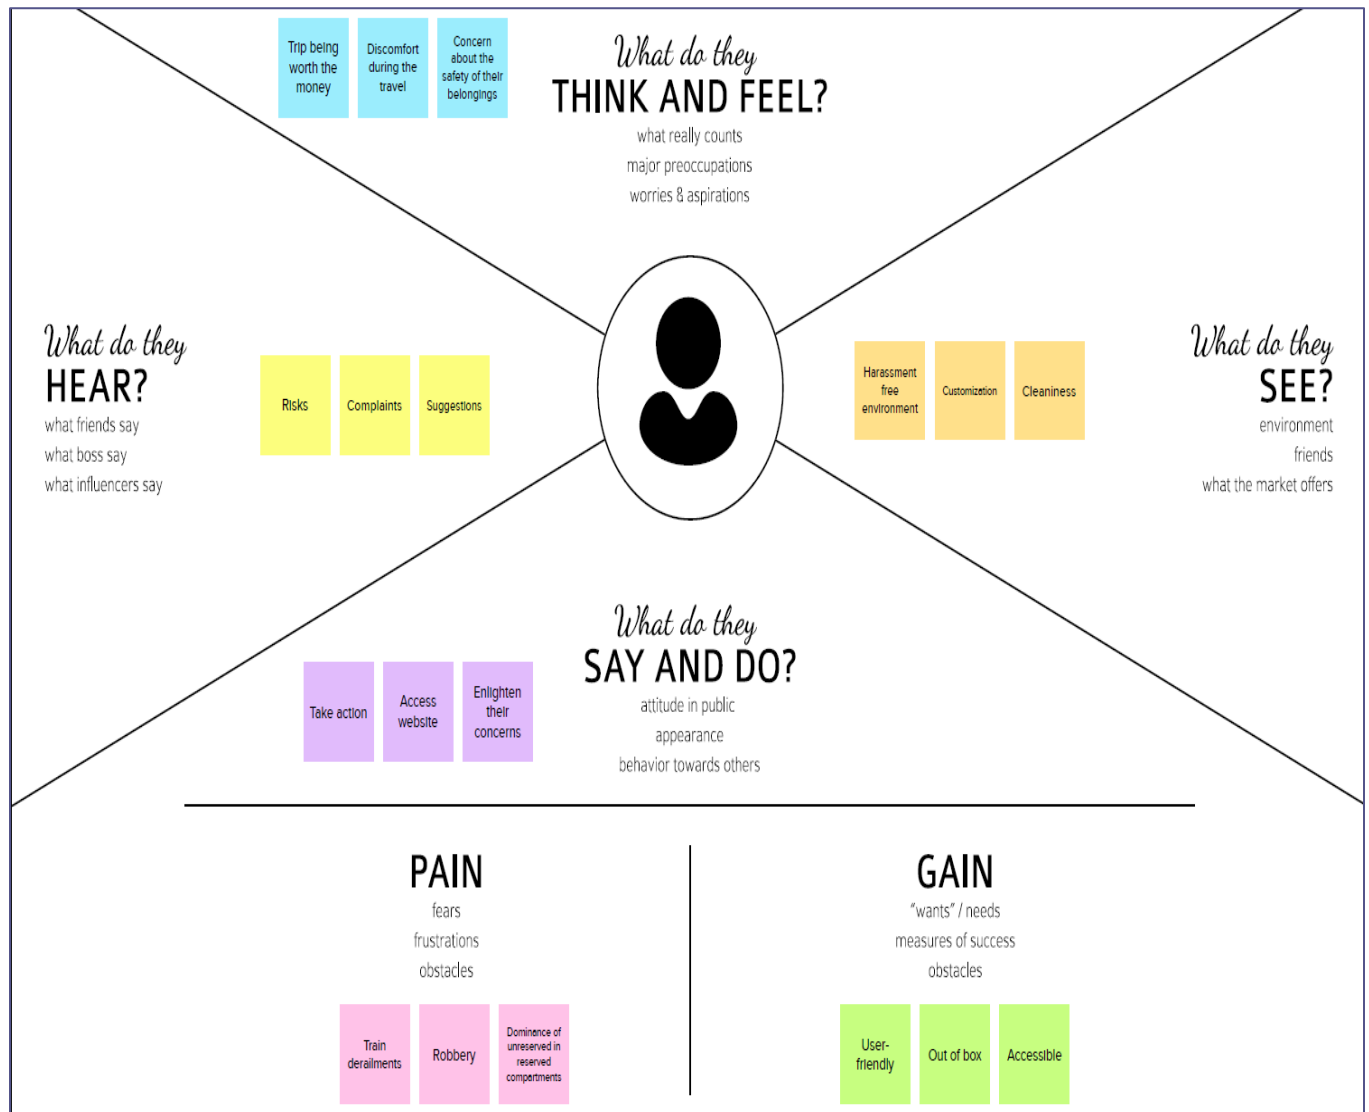 Trip being
worth the
money
Discomfort
during the
travel
Concern
about the
safety of their
belongings
What do they
THINK AND FEEL?
what really counts
major preoccupations
worries & aspirations
What do they
HEAR?
what friends say
what boss say
what influencers say
Risks
Complaints
Suggestions
Harassment
free
environment
Customization
Cleaniness
What do they
SEE?
environment
friends
what the market offers
What do they
SAY AND DO?
attitude in public
appearance
behavior towards others
Take action
Access
website
Enlighten
their
concerns
PAIN
fears
frustrations
obstacles
Train
derailments
Robbery
Dominance of
unreserved in
reserved
compartments
GAIN
"wants" / needs
measures of success
obstacles
User-
friendly
Out of box
Accessible